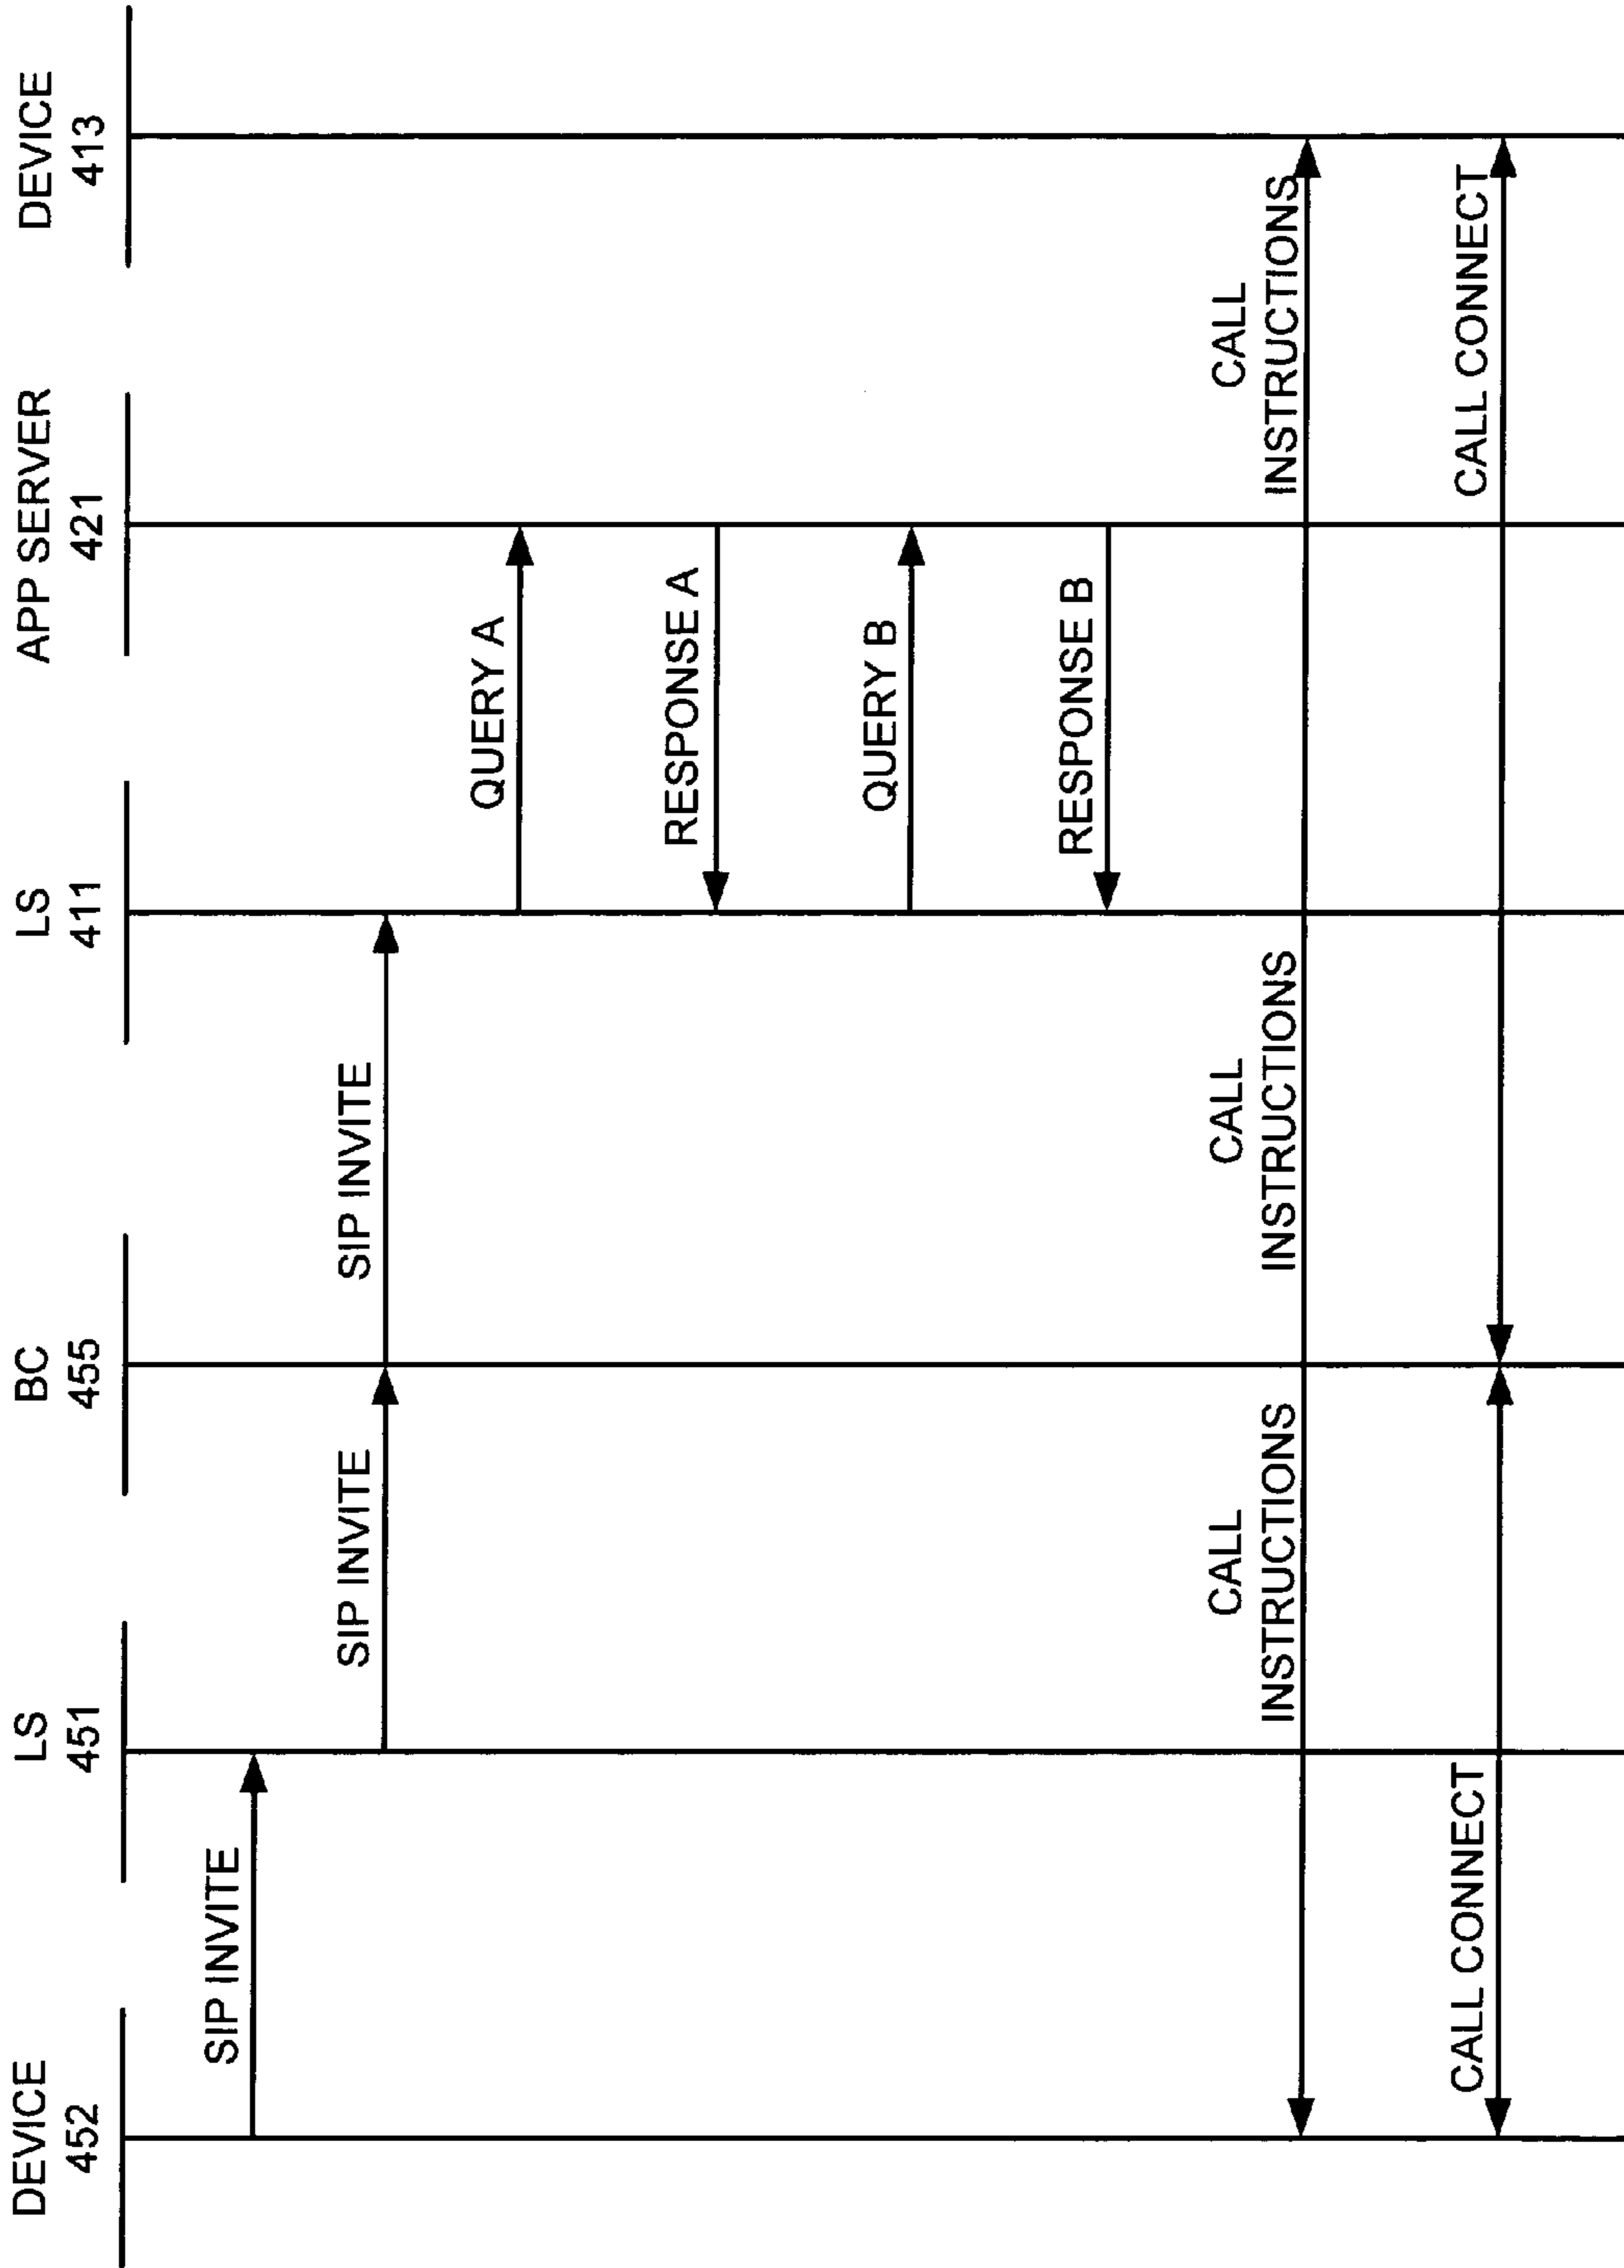 DEVICE
452
LS
451
BC
455
LS
411
APP SERVER
421
DEVICE
413
SIP INVITE
SIP INVITE
SIP INVITE
QUERY A
RESPONSE A
QUERY B
RESPONSE B
CALL
INSTRUCTIONS
CALL
INSTRUCTIONS
CALL
INSTRUCTIONS
CALL CONNECT
CALL CONNECT